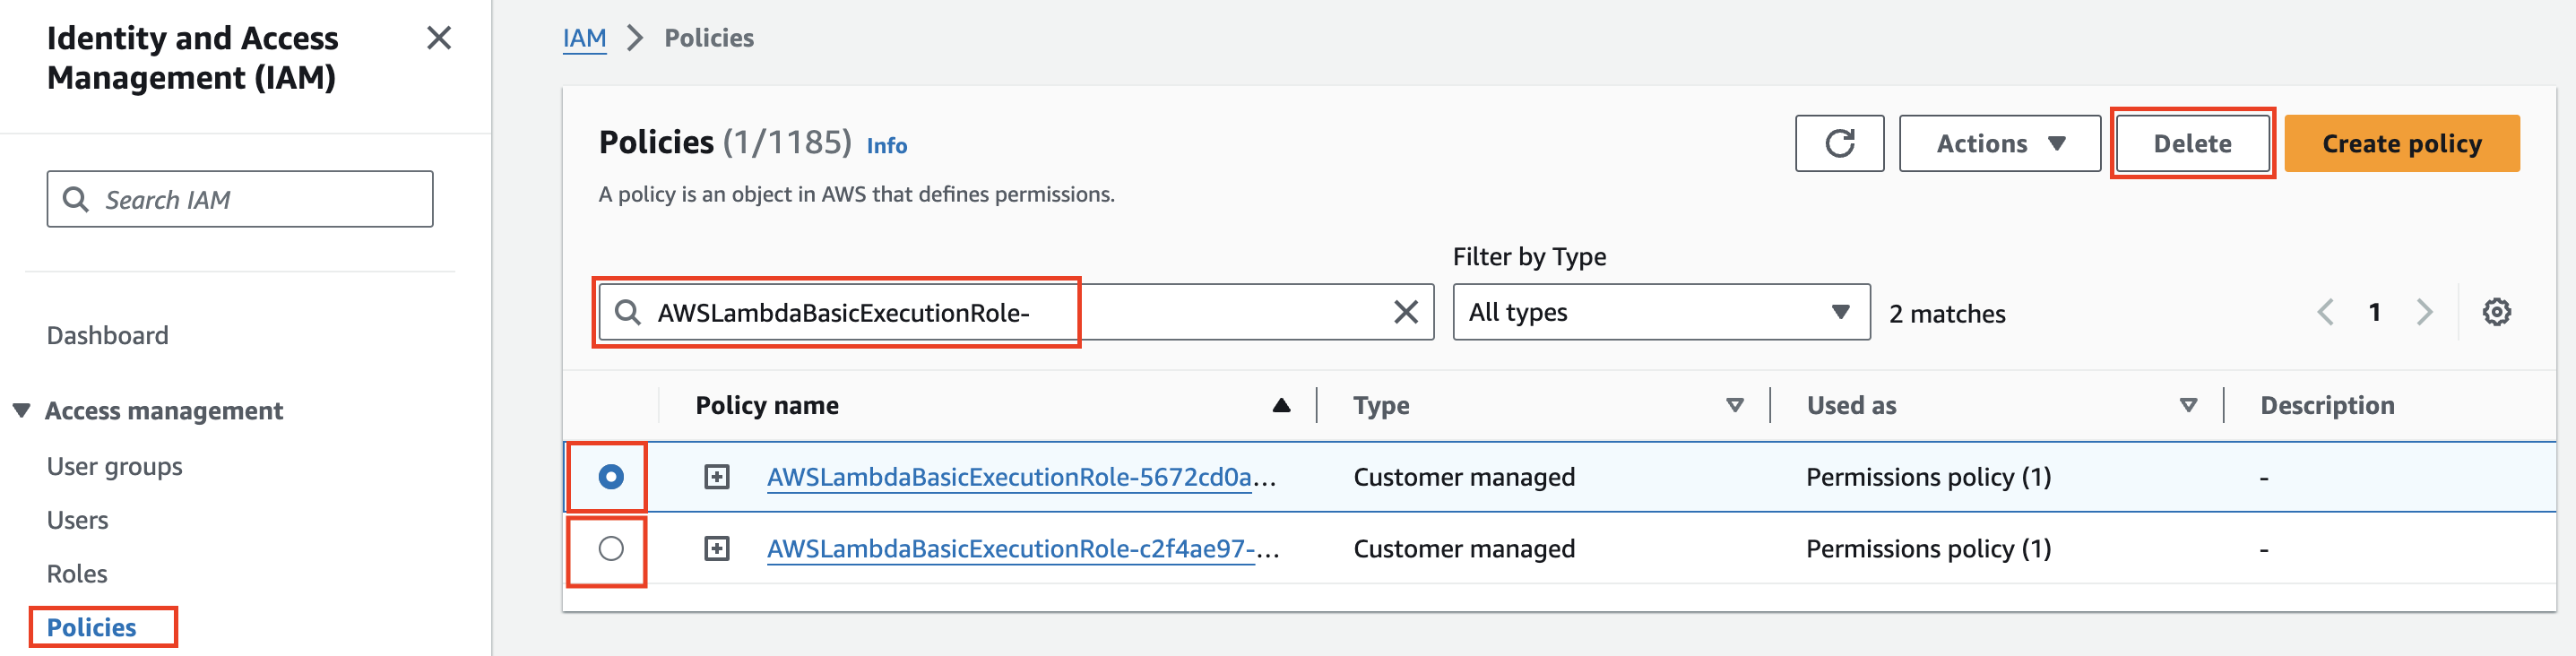 Identity and Access
Management (IAM)
Search IAM
Dashboard
Access management
User groups
Users
Roles
Policies
IAM > Policies
Policies (1/1185) Info
A policy is an object in AWS that defines permissions.
Actions
Delete
Create policy
Filter by Type
AWSLambdaBasicExecutionRole-
All types
2 matches
1
Policy name Type Used as Description
AWSLambdaBasicExecutionRole-5672cd0a... Customer managed Permissions policy (1) -
AWSLambdaBasicExecutionRole-c2f4ae97-... Customer managed Permissions policy (1) -